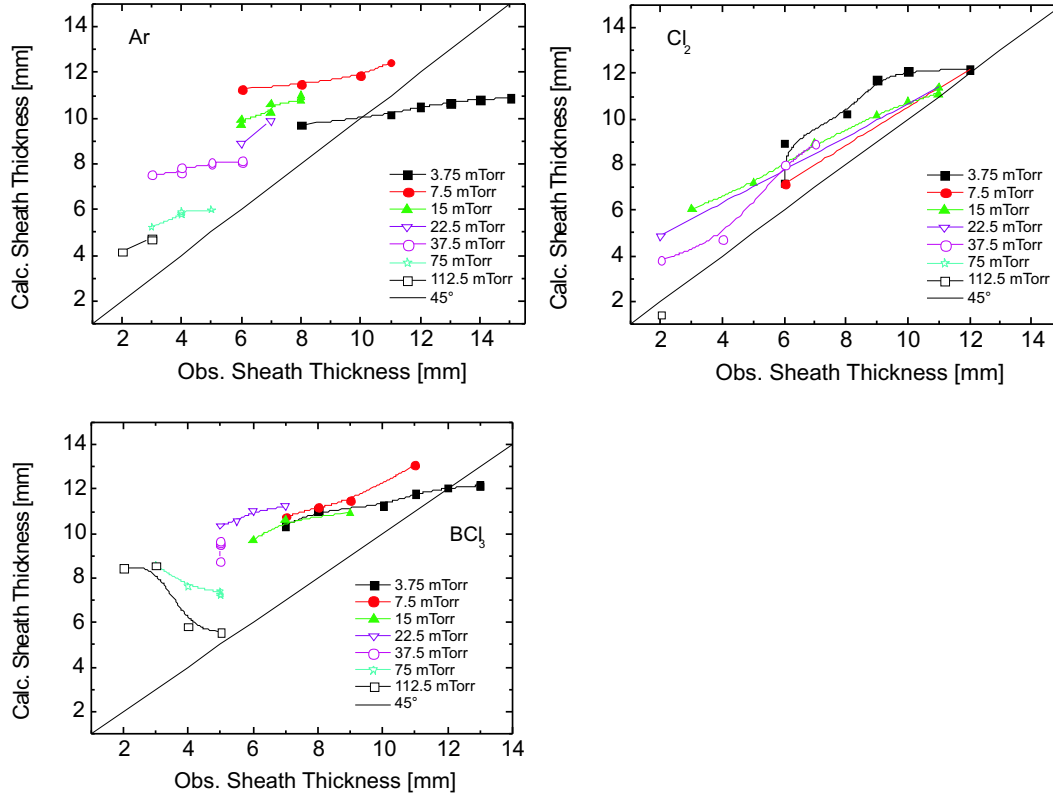 Ar
Calc. Sheath Thickness [mm]
14
12
10
8
6
4
2
3.75 mTorr
7.5 mTorr
15 mTorr
22.5 mTorr
37.5 mTorr
75 mTorr
112.5 mTorr
45°
2 4 6 8 10 12 14
Obs. Sheath Thickness [mm]
Cl2
Calc. Sheath Thickness [mm]
14
12
10
8
6
4
2
3.75 mTorr
7.5 mTorr
15 mTorr
22.5 mTorr
37.5 mTorr
75 mTorr
112.5 mTorr
45°
2 4 6 8 10 12 14
Obs. Sheath Thickness [mm]
BCl3
Calc. Sheath Thickness [mm]
14
12
10
8
6
4
2
3.75 mTorr
7.5 mTorr
15 mTorr
22.5 mTorr
37.5 mTorr
75 mTorr
112.5 mTorr
45°
2 4 6 8 10 12 14
Obs. Sheath Thickness [mm]